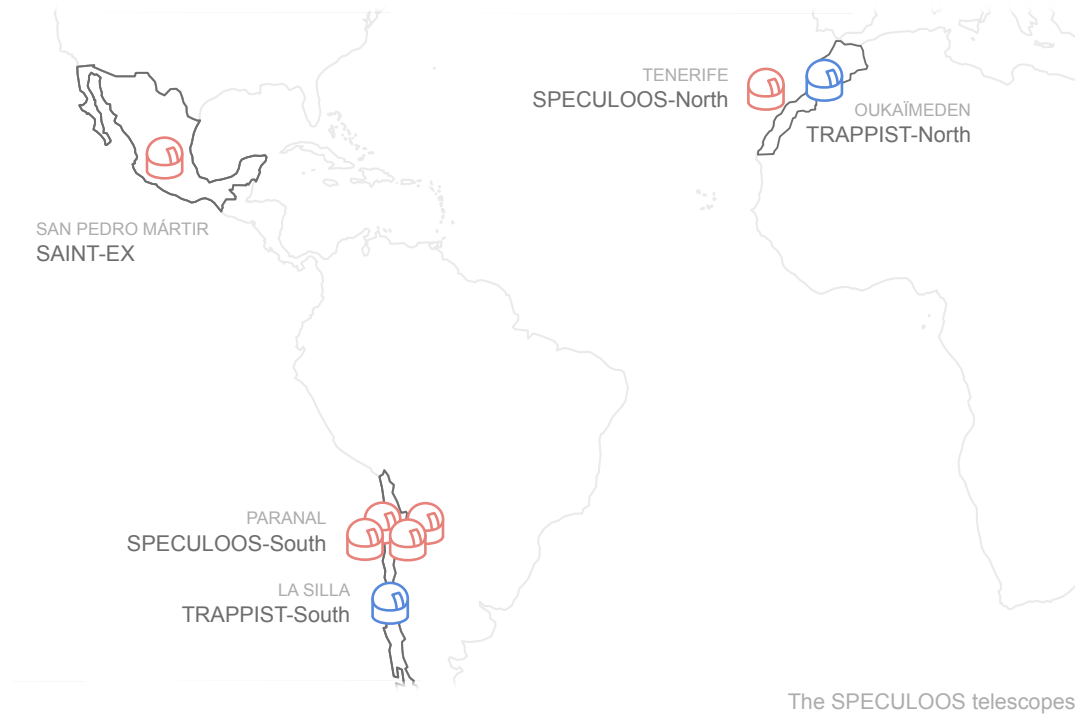 TENERIFE
SPECULOOS-North
OUKAÏMEDEN
TRAPPIST-North
SAN PEDRO MÁRTIR
SAINT-EX
PARANAL
SPECULOOS-South
LA SILLA
TRAPPIST-South
The SPECULOOS telescopes